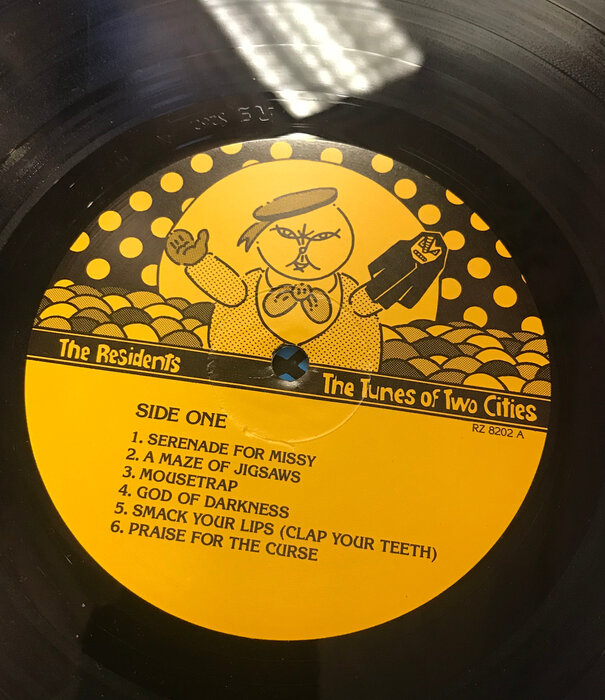 The Residents
The Tunes of Two Cities
RZ 8202 A
SIDE ONE
1. SERENADE FOR MISSY
2. A MAZE OF JIGSAWS
3. MOUSETRAP
4. GOD OF DARKNESS
5. SMACK YOUR LIPS (CLAP YOUR TEETH)
6. PRAISE FOR THE CURSE